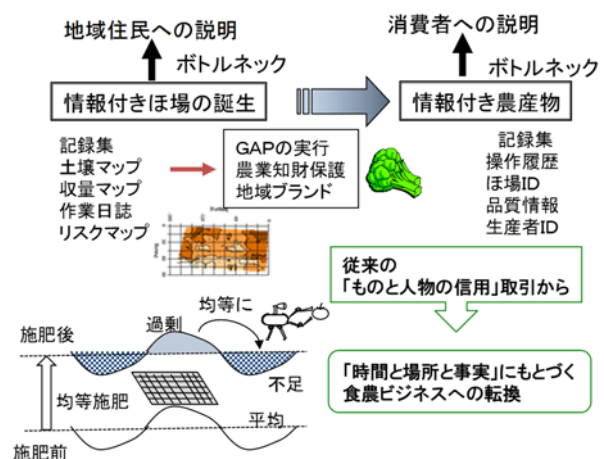 地域住民への説明
消費者への説明
ボトルネック
ボトルネック
情報付きほ場の誕生
情報付き農産物
記録集
土壌マップ
収量マップ
作業日誌
リスクマップ
GAPの実行
農業知財保護
地域ブランド
記録集
操作履歴
ほ場ID
品質情報
生産者ID
従来の
「ものと人物の信用」取引から
「時間と場所と事実」にもとづく
食農ビジネスへの転換
施肥後
過剰
均等に
不足
均等施肥
平均
施肥前